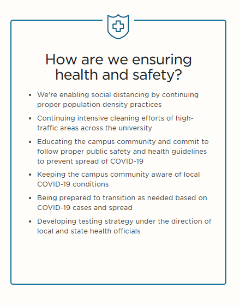 How are we ensuring
health and safety?
• We're enabling social distancing by continuing
proper population density practices
• Continuing intensive cleaning efforts of high-
traffic areas across the university
• Educating the campus community and commit to
follow proper public safety and health guidelines
to prevent spread of COVID-19
• Keeping the campus community aware of local
COVID-19 conditions
• Being prepared to transition as needed based on
COVID-19 cases and spread
• Developing testing strategy under the direction of
local and state health officials